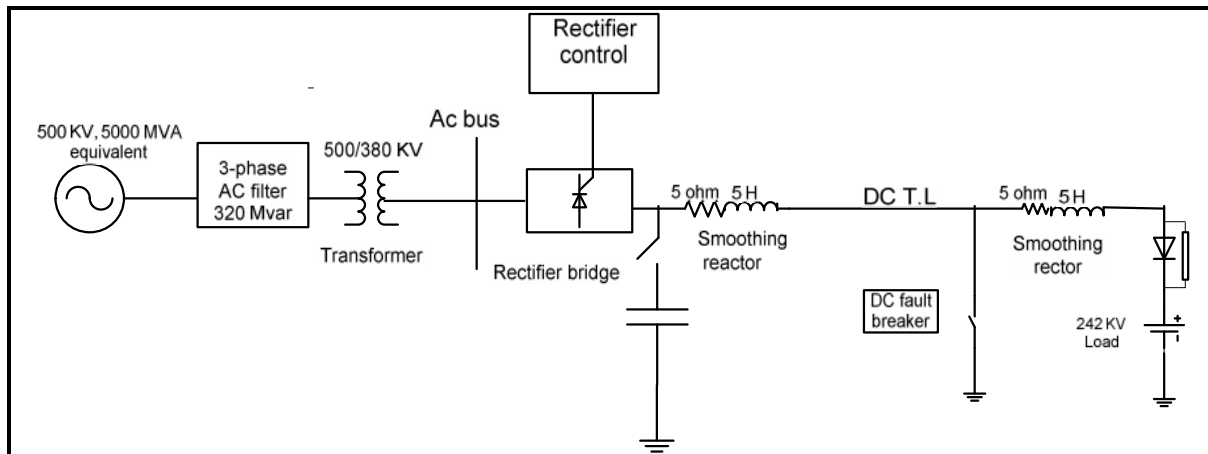 Rectifier
control
Ac bus
500 KV, 5000 MVA
equivalent
500/380 KV
3-phase
AC filter
320 Mvar
5 ohm
5 H
DC T.L
5 ohm
5 H
Transformer
Rectifier bridge
Smoothing
reactor
Smoothing
rector
DC fault
breaker
242 KV
Load
+